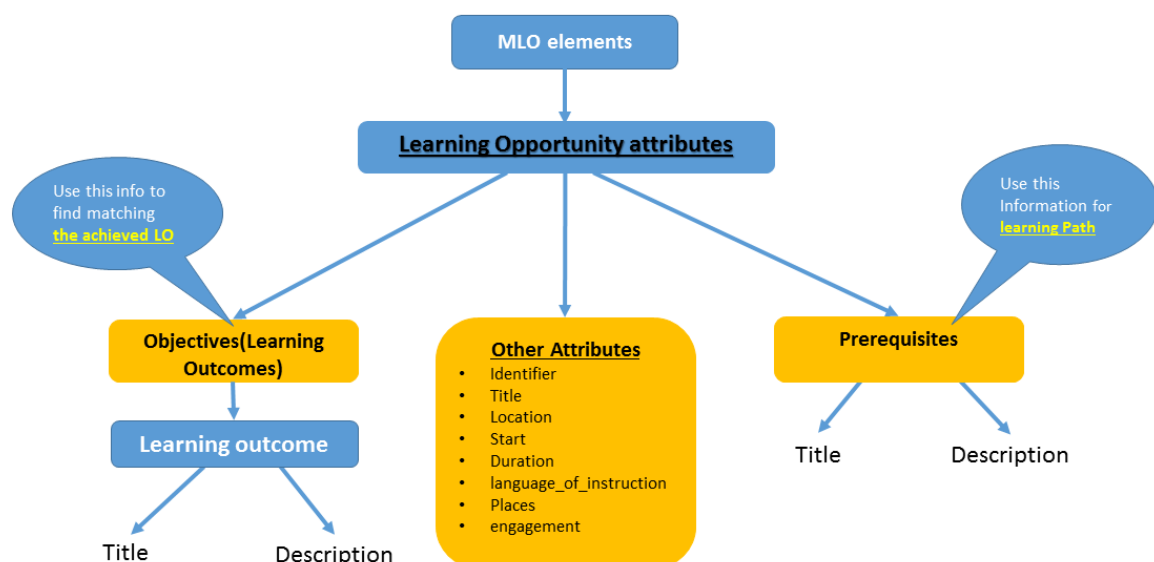 MLO elements
Learning Opportunity attributes
Use this info to
find matching
the achieved LO
Use this
Information for
learning Path
Objectives(Learning
Outcomes)
Other Attributes
• Identifier
• Title
• Location
• Start
• Duration
• language_of_instruction
• Places
• engagement
Prerequisites
Learning outcome
Title
Description
Title
Description